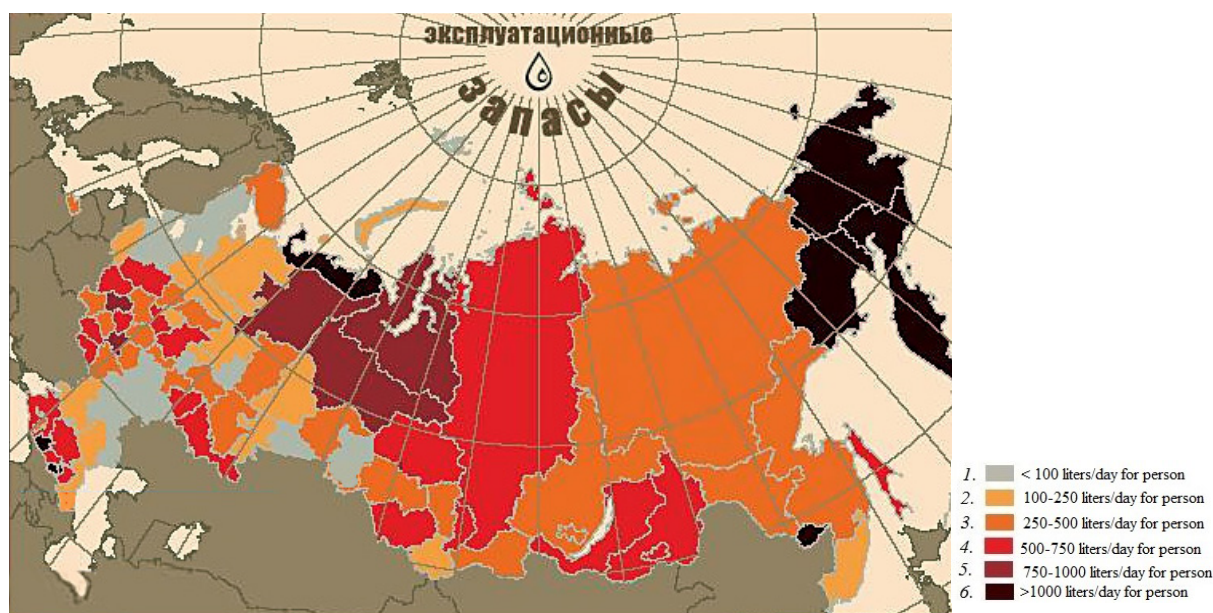 эксплуатационные
запасы
1. < 100 liters/day for person
2. 100-250 liters/day for person
3. 250-500 liters/day for person
4. 500-750 liters/day for person
5. 750-1000 liters/day for person
6. >1000 liters/day for person